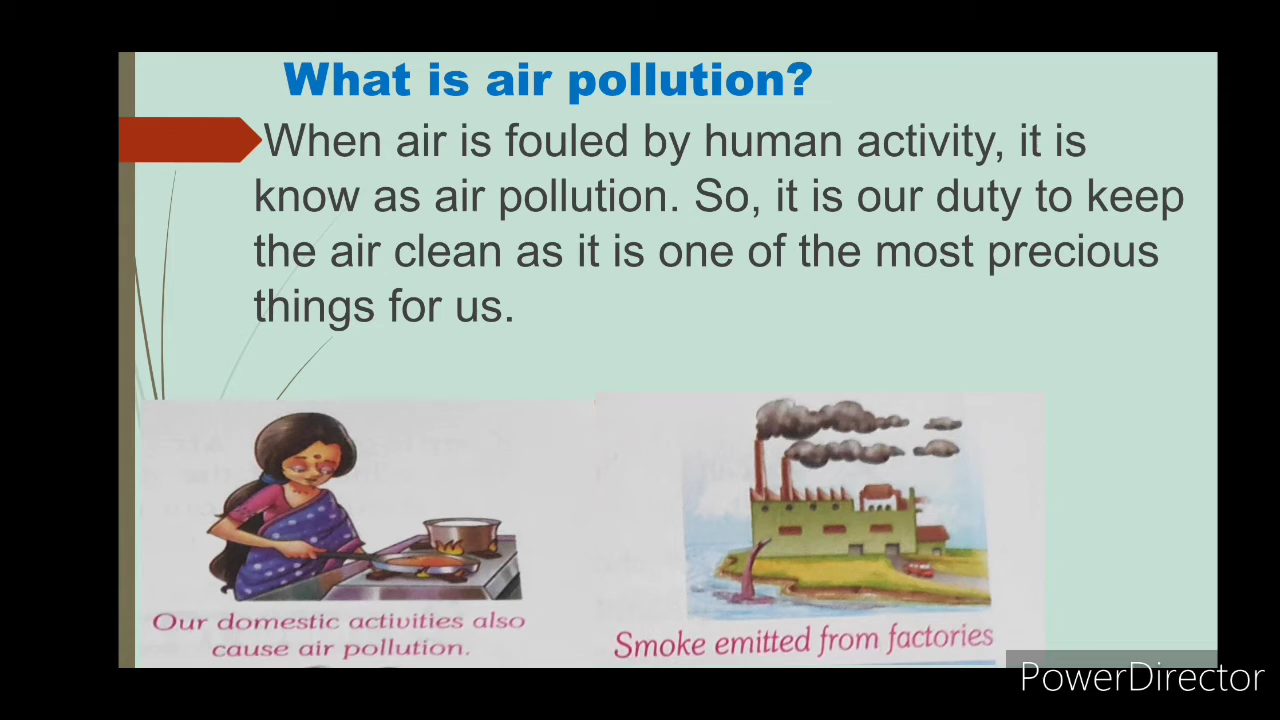 What is air pollution?
When air is fouled by human activity, it is
know as air pollution. So, it is our duty to keep
the air clean as it is one of the most precious
things for us.
Our domestic activities also
cause air pollution.
Smoke emitted from factories
PowerDirector